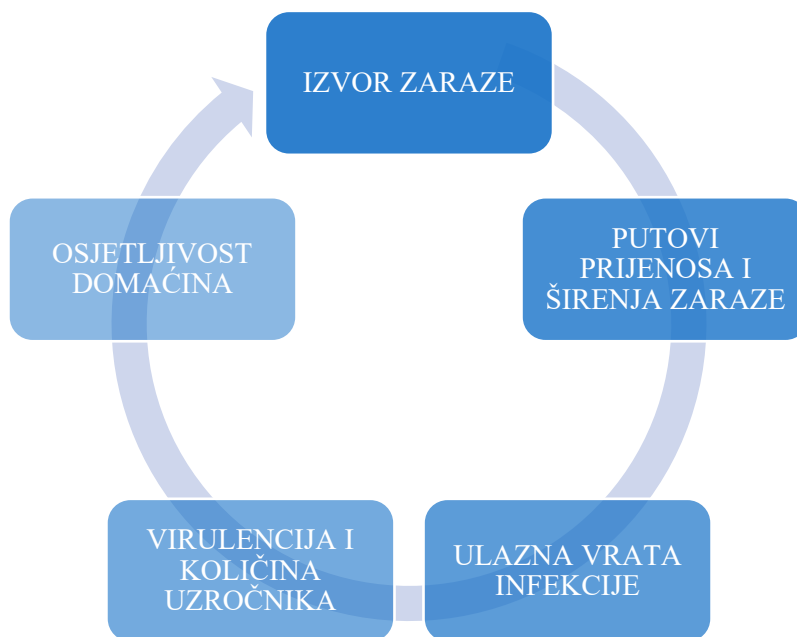 IZVOR ZARAZE
PUTOVI
PRIJENOSA I
ŠIRENJA ZARAZE
ULAZNA VRATA
INFEKCIJE
VIRULENCIJA I
KOLIČINA
UZROČNIKA
OSJETLJIVOST
DOMAĆINA